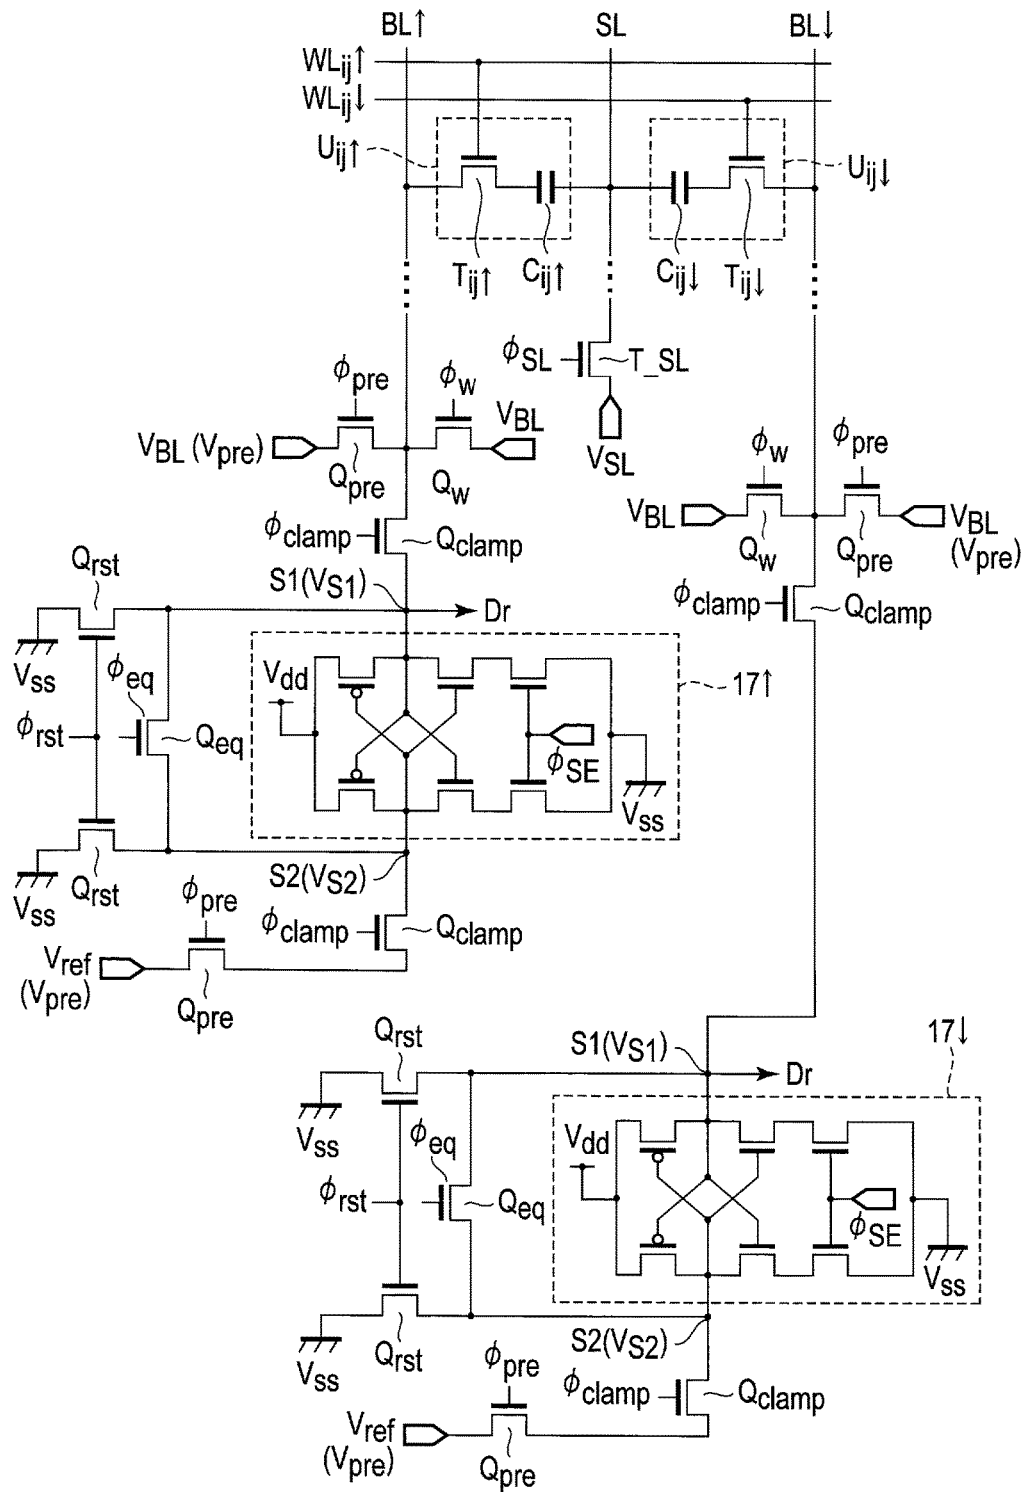 BL↑ SL BL↓
WLij↑
WLij↓
Uij↑ Uij↓
Tij↑ Cij↑ Cij↓ Tij↓
ϕSL T_SL
ϕpre ϕw VBL
VBL (Vpre) VSL
Qpre Qw
ϕw ϕpre
VBL VBL
(Vpre)
Qw Qpre
ϕclamp Qclamp
ϕclamp Qclamp
Qrst S1(VS1) Dr
Vss Vdd 17↑
ϕeq
ϕrst Qeq ϕSE
Vss
Qrst S2(VS2)
Vss
ϕpre ϕclamp Qclamp
Vref
(Vpre) Qpre
Qrst S1(VS1) Dr 17↓
Vss Vdd
ϕeq
ϕrst Qeq ϕSE
Vss
Qrst S2(VS2)
Vss
ϕpre ϕclamp Qclamp
Vref
(Vpre) Qpre